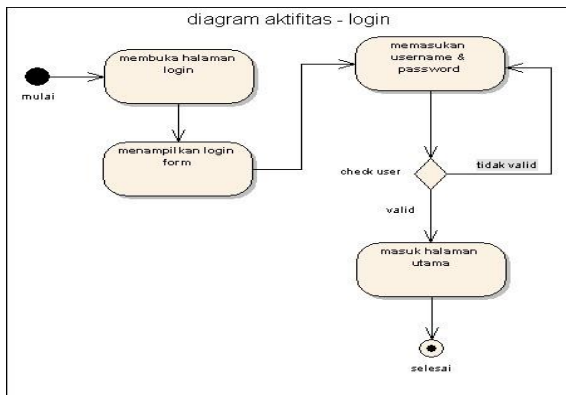 diagram aktifitas - login
mulai
membuka halaman
login
menampilkan login
form
memasukan
username &
password
check user
tidak valid
valid
masuk halaman
utama
selesai